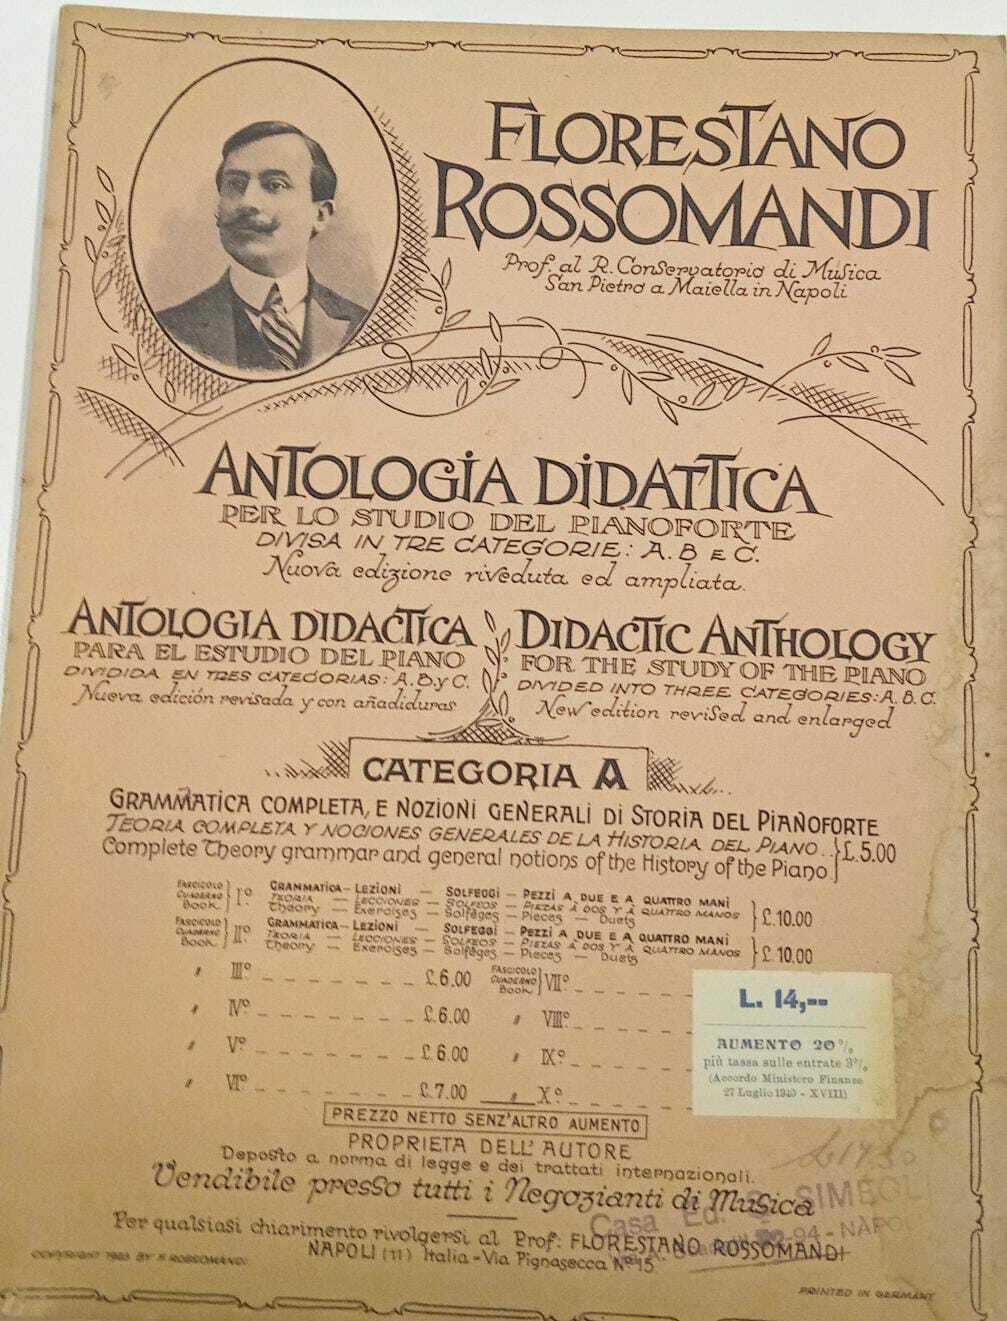 FLORESTANO
ROSSOMANDI
Prof. al R. Conservatorio di Musica
San Pietro a Maiella in Napoli
ANTOLOGIA DIDATTICA
PER LO STUDIO DEL PIANOFORTE
DIVISA IN TRE CATEGORIE: A. B E C.
Nuova edizione riveduta ed ampliata.
ANTOLOGIA DIDACTICA
PARA EL ESTUDIO DEL PIANO
DIVIDIDA EN TRES CATEGORIAS: A. B. y C.
Nueva edición revisada y con añadiduras
DIDACTIC ANTHOLOGY
FOR THE STUDY OF THE PIANO
DIVIDED INTO THREE CATEGORIES: A. B. C.
New edition revised and enlarged
CATEGORIA A
GRAMMATICA COMPLETA, E NOZIONI GENERALI DI STORIA DEL PIANOFORTE
TEORIA COMPLETA Y NOCIONES GENERALES DE LA HISTORIA DEL PIANO . . £. 5.00
Complete Theory grammar and general notions of the History of the Piano
FASCICOLO CUADERNO Book I° GRAMMATICA – LEZIONI – SOLFEGGI – PEZZI A DUE E A QUATTRO MANI
TEORIA – LECCIONES – SOLFEOS – PIEZAS À DOS Y À QUATTRO MANOS £. 10.00
Theory – Exercises – Solféges – Pieces – Duets
FASCICOLO CUADERNO Book II° GRAMMATICA – LEZIONI – SOLFEGGI – PEZZI A DUE E A QUATTRO MANI
TEORIA – LECCIONES – SOLFEOS – PIEZAS À DOS Y À QUATTRO MANOS £. 10.00
Theory – Exercises – Solféges – Pieces – Duets
" III° _ _ _ _ _ _ _ £. 6.00 FASCICOLO CUADERNO Book VII° _ _ _ _ _
" IV° _ _ _ _ _ _ _ £. 6.00 " VIII° _ _ _ _ _
" V° _ _ _ _ _ _ _ £. 6.00 " IX° _ _ _ _ _
" VI° _ _ _ _ _ _ _ £. 7.00 " X° _ _ _ _ _
L. 14,--
AUMENTO 20%
più tassa sulle entrate 3%
(Accordo Ministero Finanze
27 Luglio 1940 - XVIII)
PREZZO NETTO SENZ'ALTRO AUMENTO
PROPRIETA DELL' AUTORE
Deposto a norma di legge e dei trattati internazionali.
Vendibile presso tutti i Negozianti di Musica
Casa Ed. SIMEOLI
94 - NAPOLI
Per qualsiasi chiarimento rivolgersi al Prof: FLORESTANO ROSSOMANDI
NAPOLI (11) Italia - Via Pignasecca No 15.
COPYRIGHT 1923 BY F. ROSSOMANDI
PRINTED IN GERMANY